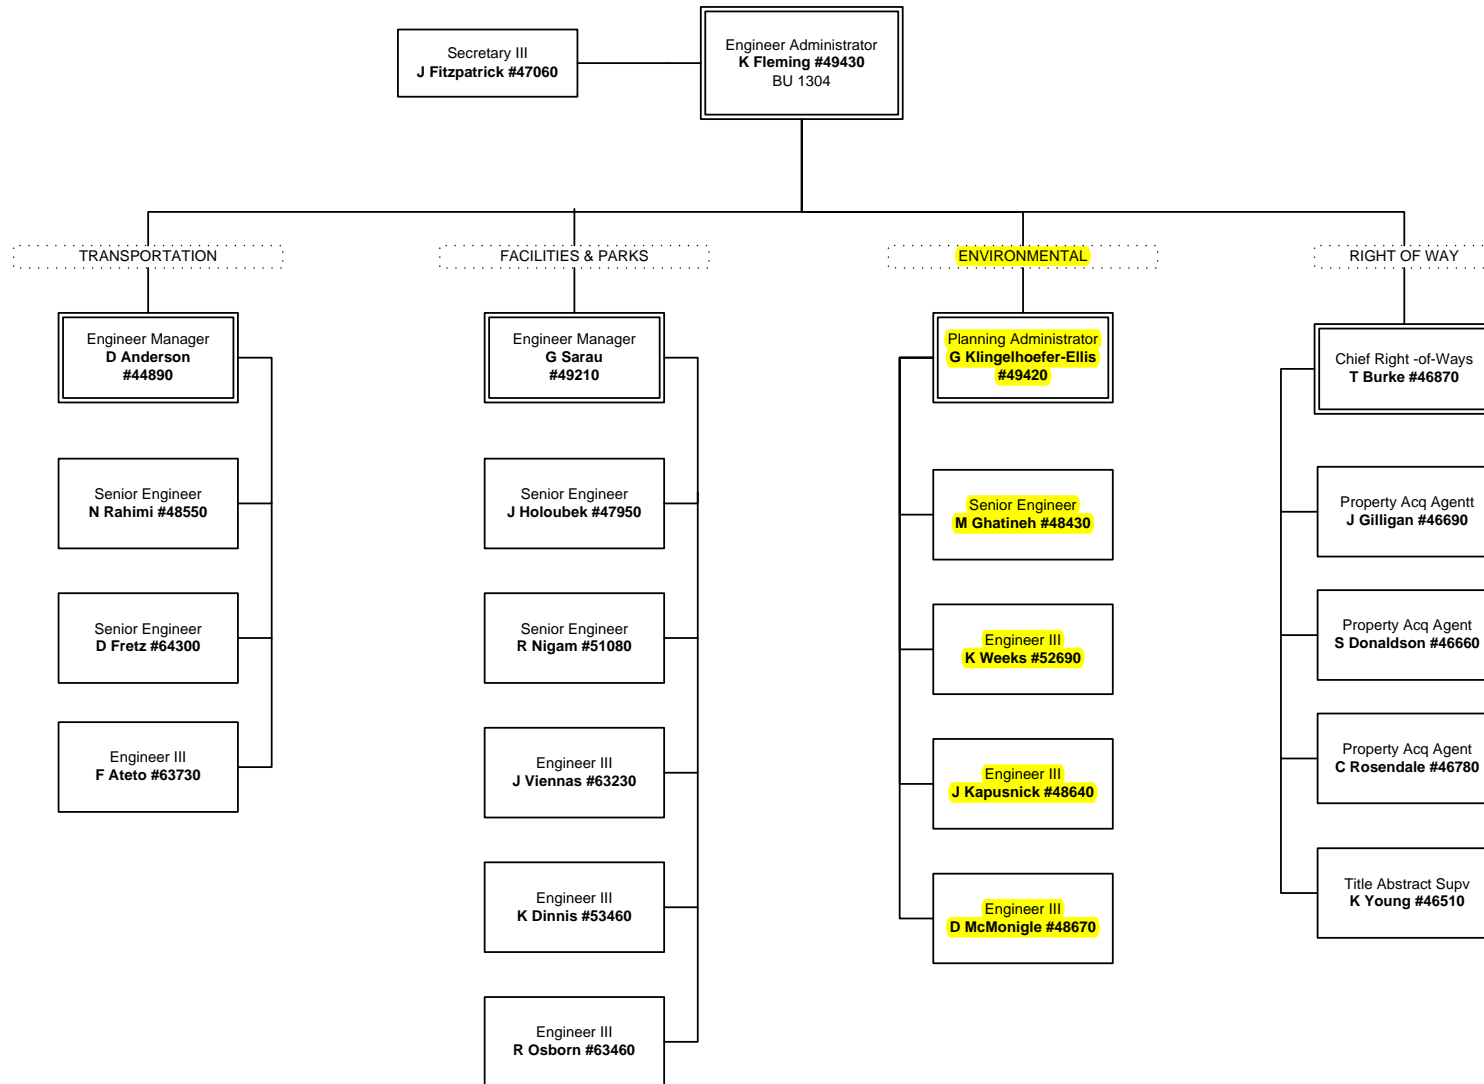 Secretary III
J Fitzpatrick #47060
Engineer Administrator
K Fleming #49430
BU 1304
TRANSPORTATION
Engineer Manager
D Anderson
#44890
Senior Engineer
N Rahimi #48550
Senior Engineer
D Fretz #64300
Engineer III
F Ateto #63730
FACILITIES & PARKS
Engineer Manager
G Sarau
#49210
Senior Engineer
J Holoubek #47950
Senior Engineer
R Nigam #51080
Engineer III
J Viennas #63230
Engineer III
K Dinnis #53460
Engineer III
R Osborn #63460
ENVIRONMENTAL
Planning Administrator
G Klingelhoefer-Ellis
#49420
Senior Engineer
M Ghatineh #48430
Engineer III
K Weeks #52690
Engineer III
J Kapusnick #48640
Engineer III
D McMonigle #48670
RIGHT OF WAY
Chief Right -of-Ways
T Burke #46870
Property Acq Agentt
J Gilligan #46690
Property Acq Agent
S Donaldson #46660
Property Acq Agent
C Rosendale #46780
Title Abstract Supv
K Young #46510